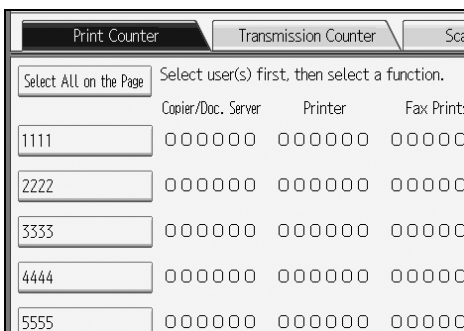 Print Counter Transmission Counter
Select All on the Page Select user(s) first, then select a function.
Copier/Doc. Server Printer
1111 000000 000000
2222 000000 000000
3333 000000 000000
4444 000000 000000
5555 000000 000000